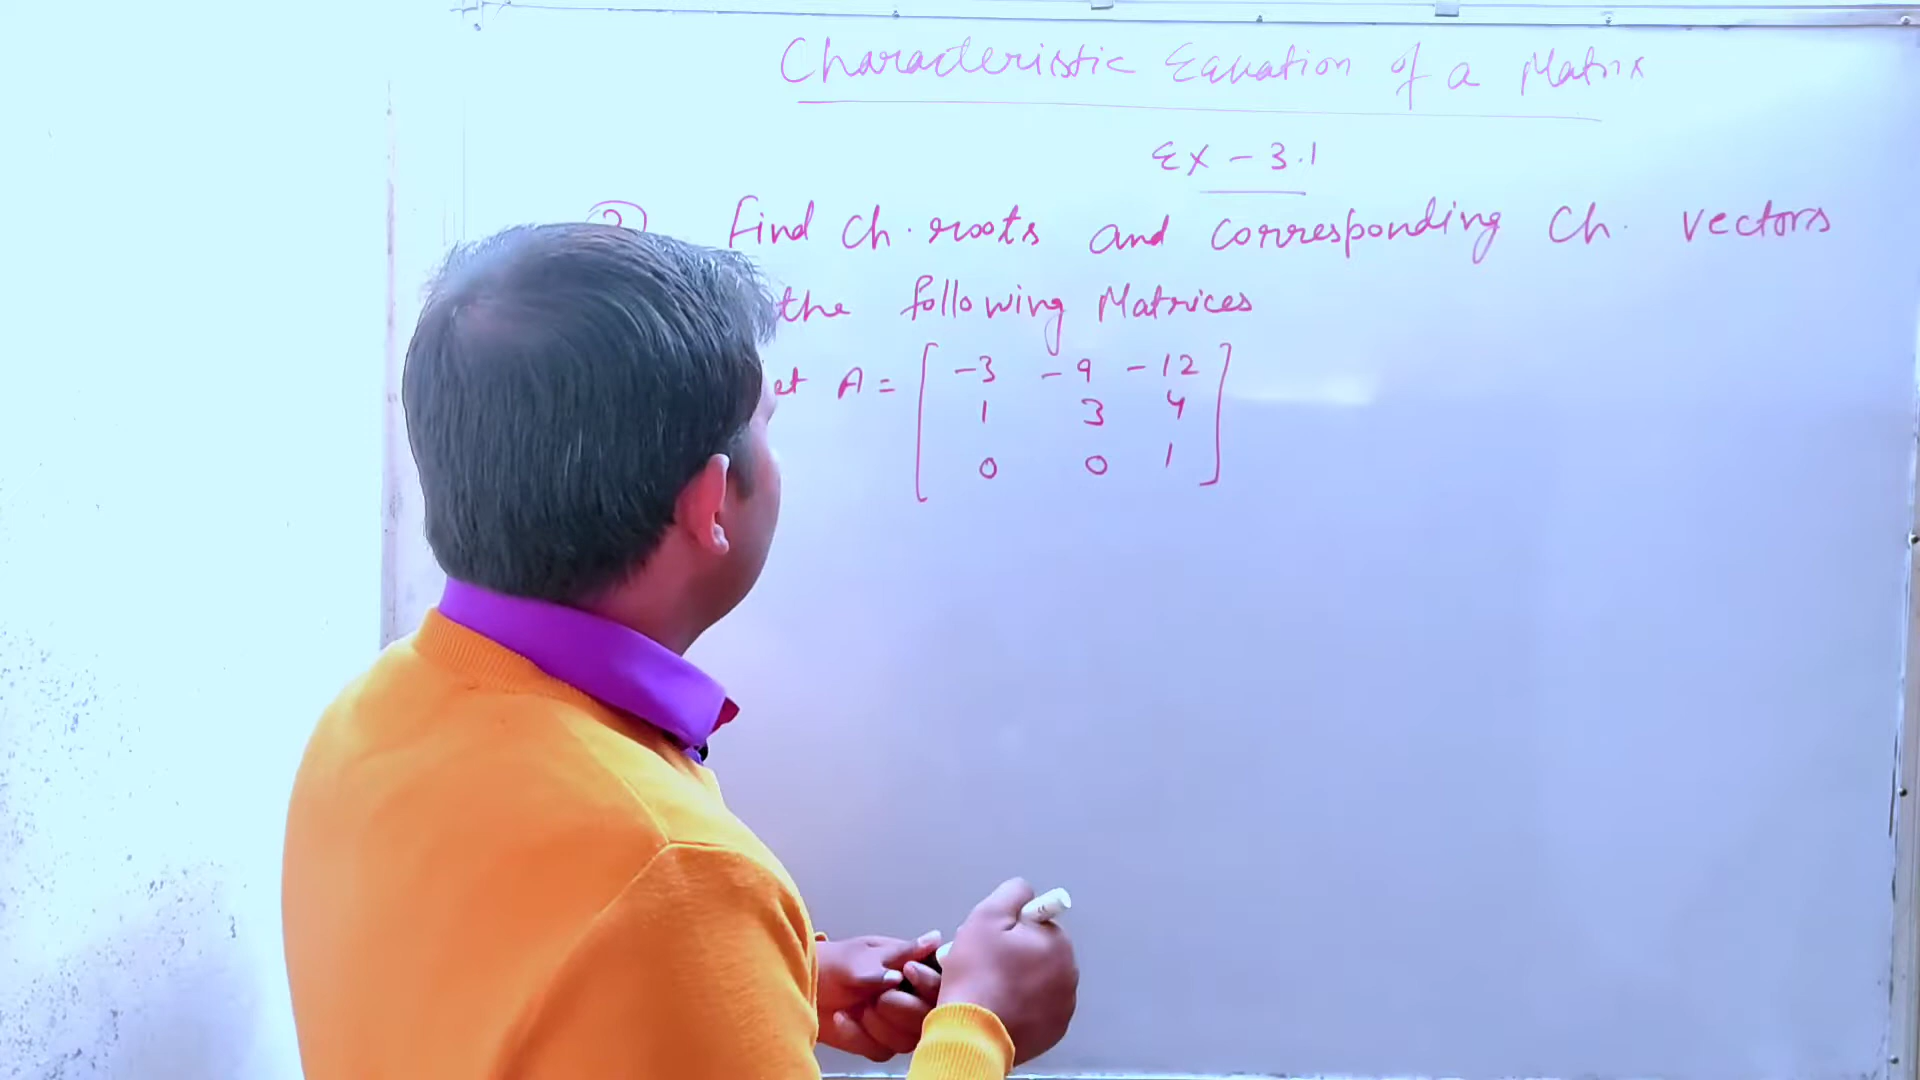 Characteristic Equation of a Matrix
Ex - 3.1
Find Ch. roots and corresponding Ch. vectors
the following Matrices
A = [ -3 -9 -12
1 3 4
0 0 1 ]